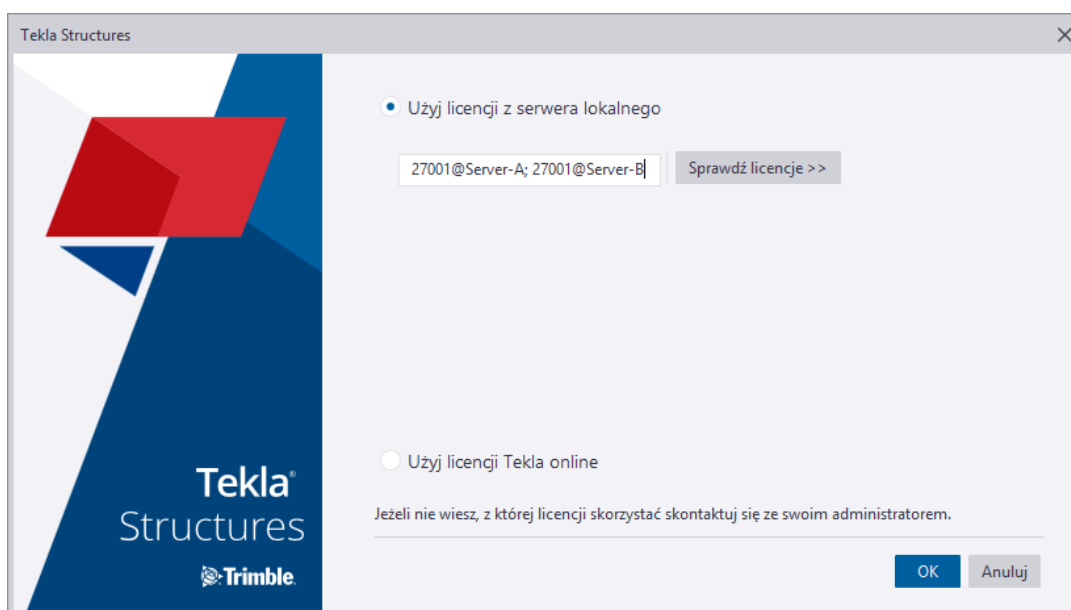 Tekla Structures
Użyj licencji z serwera lokalnego
27001@Server-A; 27001@Server-B
Sprawdź licencje >>
Użyj licencji Tekla online
Jeżeli nie wiesz, z której licencji skorzystać skontaktuj się ze swoim administratorem.
Tekla®
Structures
Trimble.
OK
Anuluj